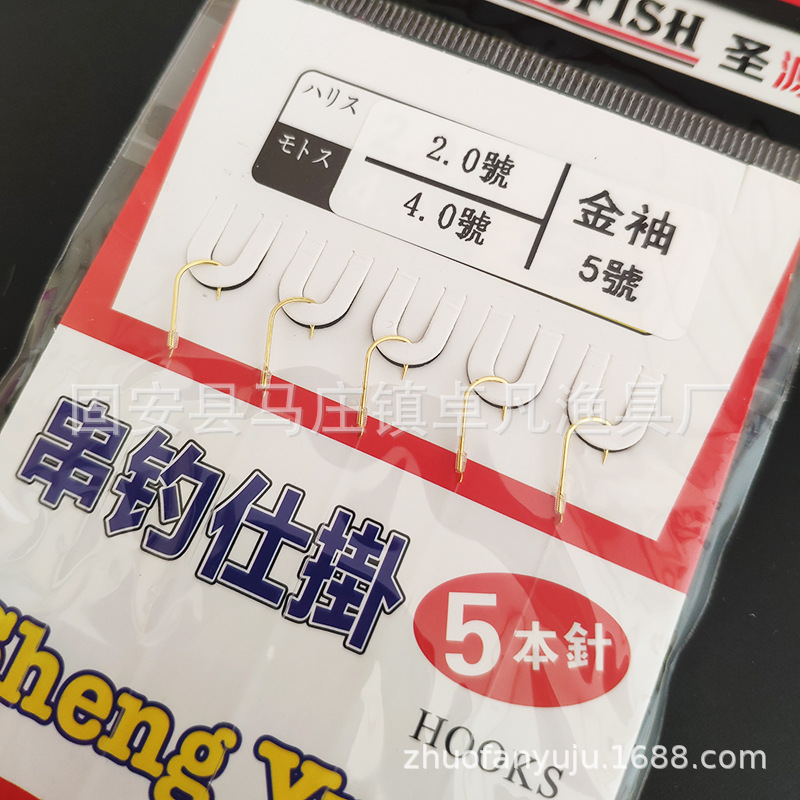 FISH 圣源
ハリス 2.0號
モトス 4.0號
金袖
5號
固安县马庄镇卓凡渔具厂
串钓仕掛
5本針
HOOKS
Sheng
zhuofanyuju.1688.com